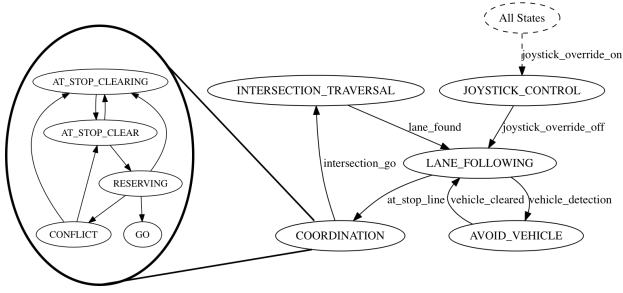 All States
joystick_override_on
AT_STOP_CLEARING
INTERSECTION_TRAVERSAL
JOYSTICK_CONTROL
AT_STOP_CLEAR
lane_found
joystick_override_off
intersection_go
LANE_FOLLOWING
RESERVING
at_stop_line
vehicle_cleared
vehicle_detection
CONFLICT
GO
COORDINATION
AVOID_VEHICLE